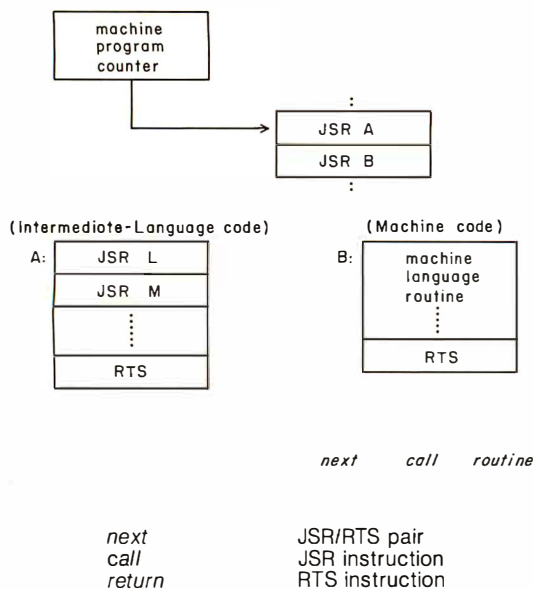 machine
program
counter
JSR A
JSR B
(Intermediote-Language code)
A:
JSR L
JSR M
RTS
(Machine code)
B:
machine
language
routine
RTS
next call routine
next JSR/RTS pair
call JSR instruction
return RTS instruction